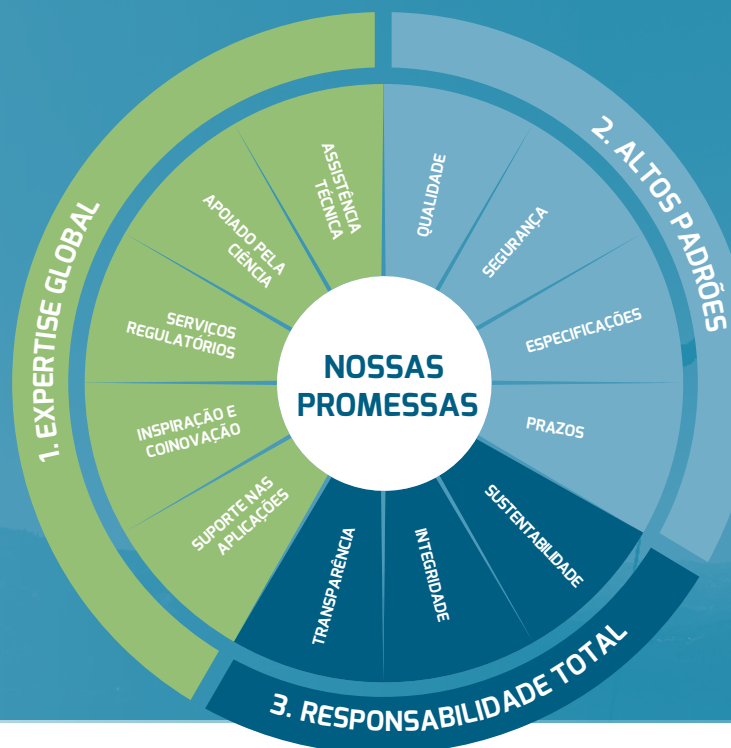 NOSSAS
PROMESSAS
1. EXPERTISE GLOBAL
ASSISTÊNCIA
TÉCNICA
APOIADO PELA
CIÊNCIA
SERVIÇOS
REGULATÓRIOS
INSPIRAÇÃO E
COINOVAÇÃO
SUPORTE NAS
APLICAÇÕES
2. ALTOS PADRÕES
QUALIDADE
SEGURANÇA
ESPECIFICAÇÕES
PRAZOS
3. RESPONSABILIDADE TOTAL
SUSTENTABILIDADE
INTEGRIDADE
TRANSPARÊNCIA